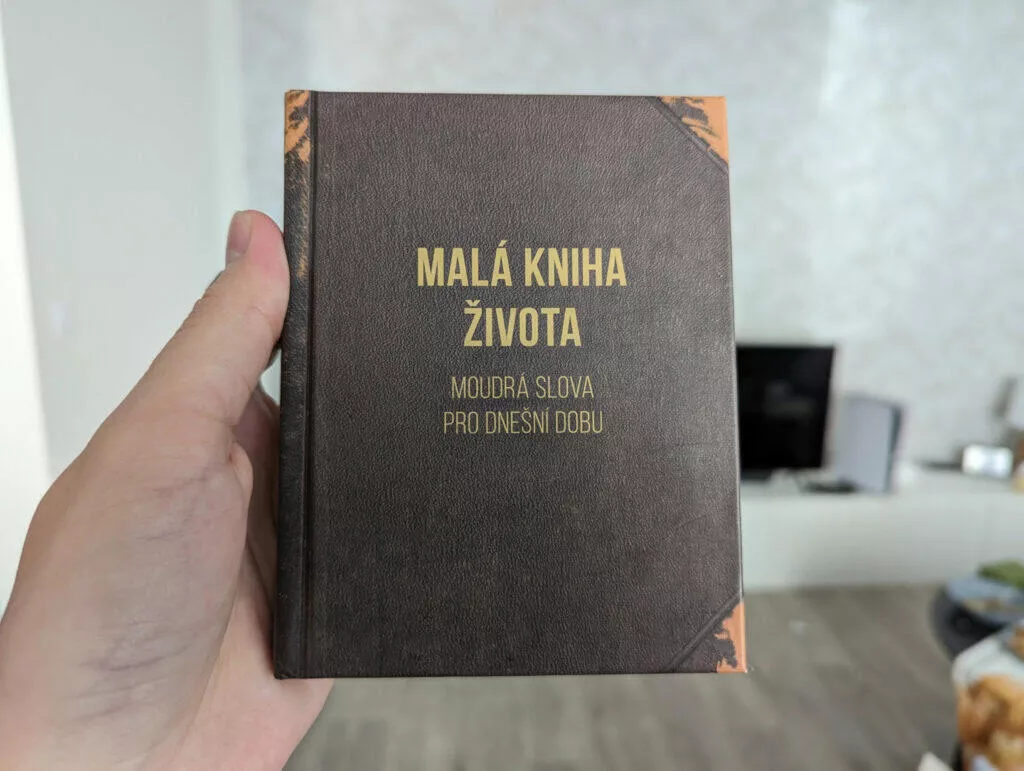 MALÁ KNIHA
ŽIVOTA
MOUDRÁ SLOVA
PRO DNEŠNÍ DOBU